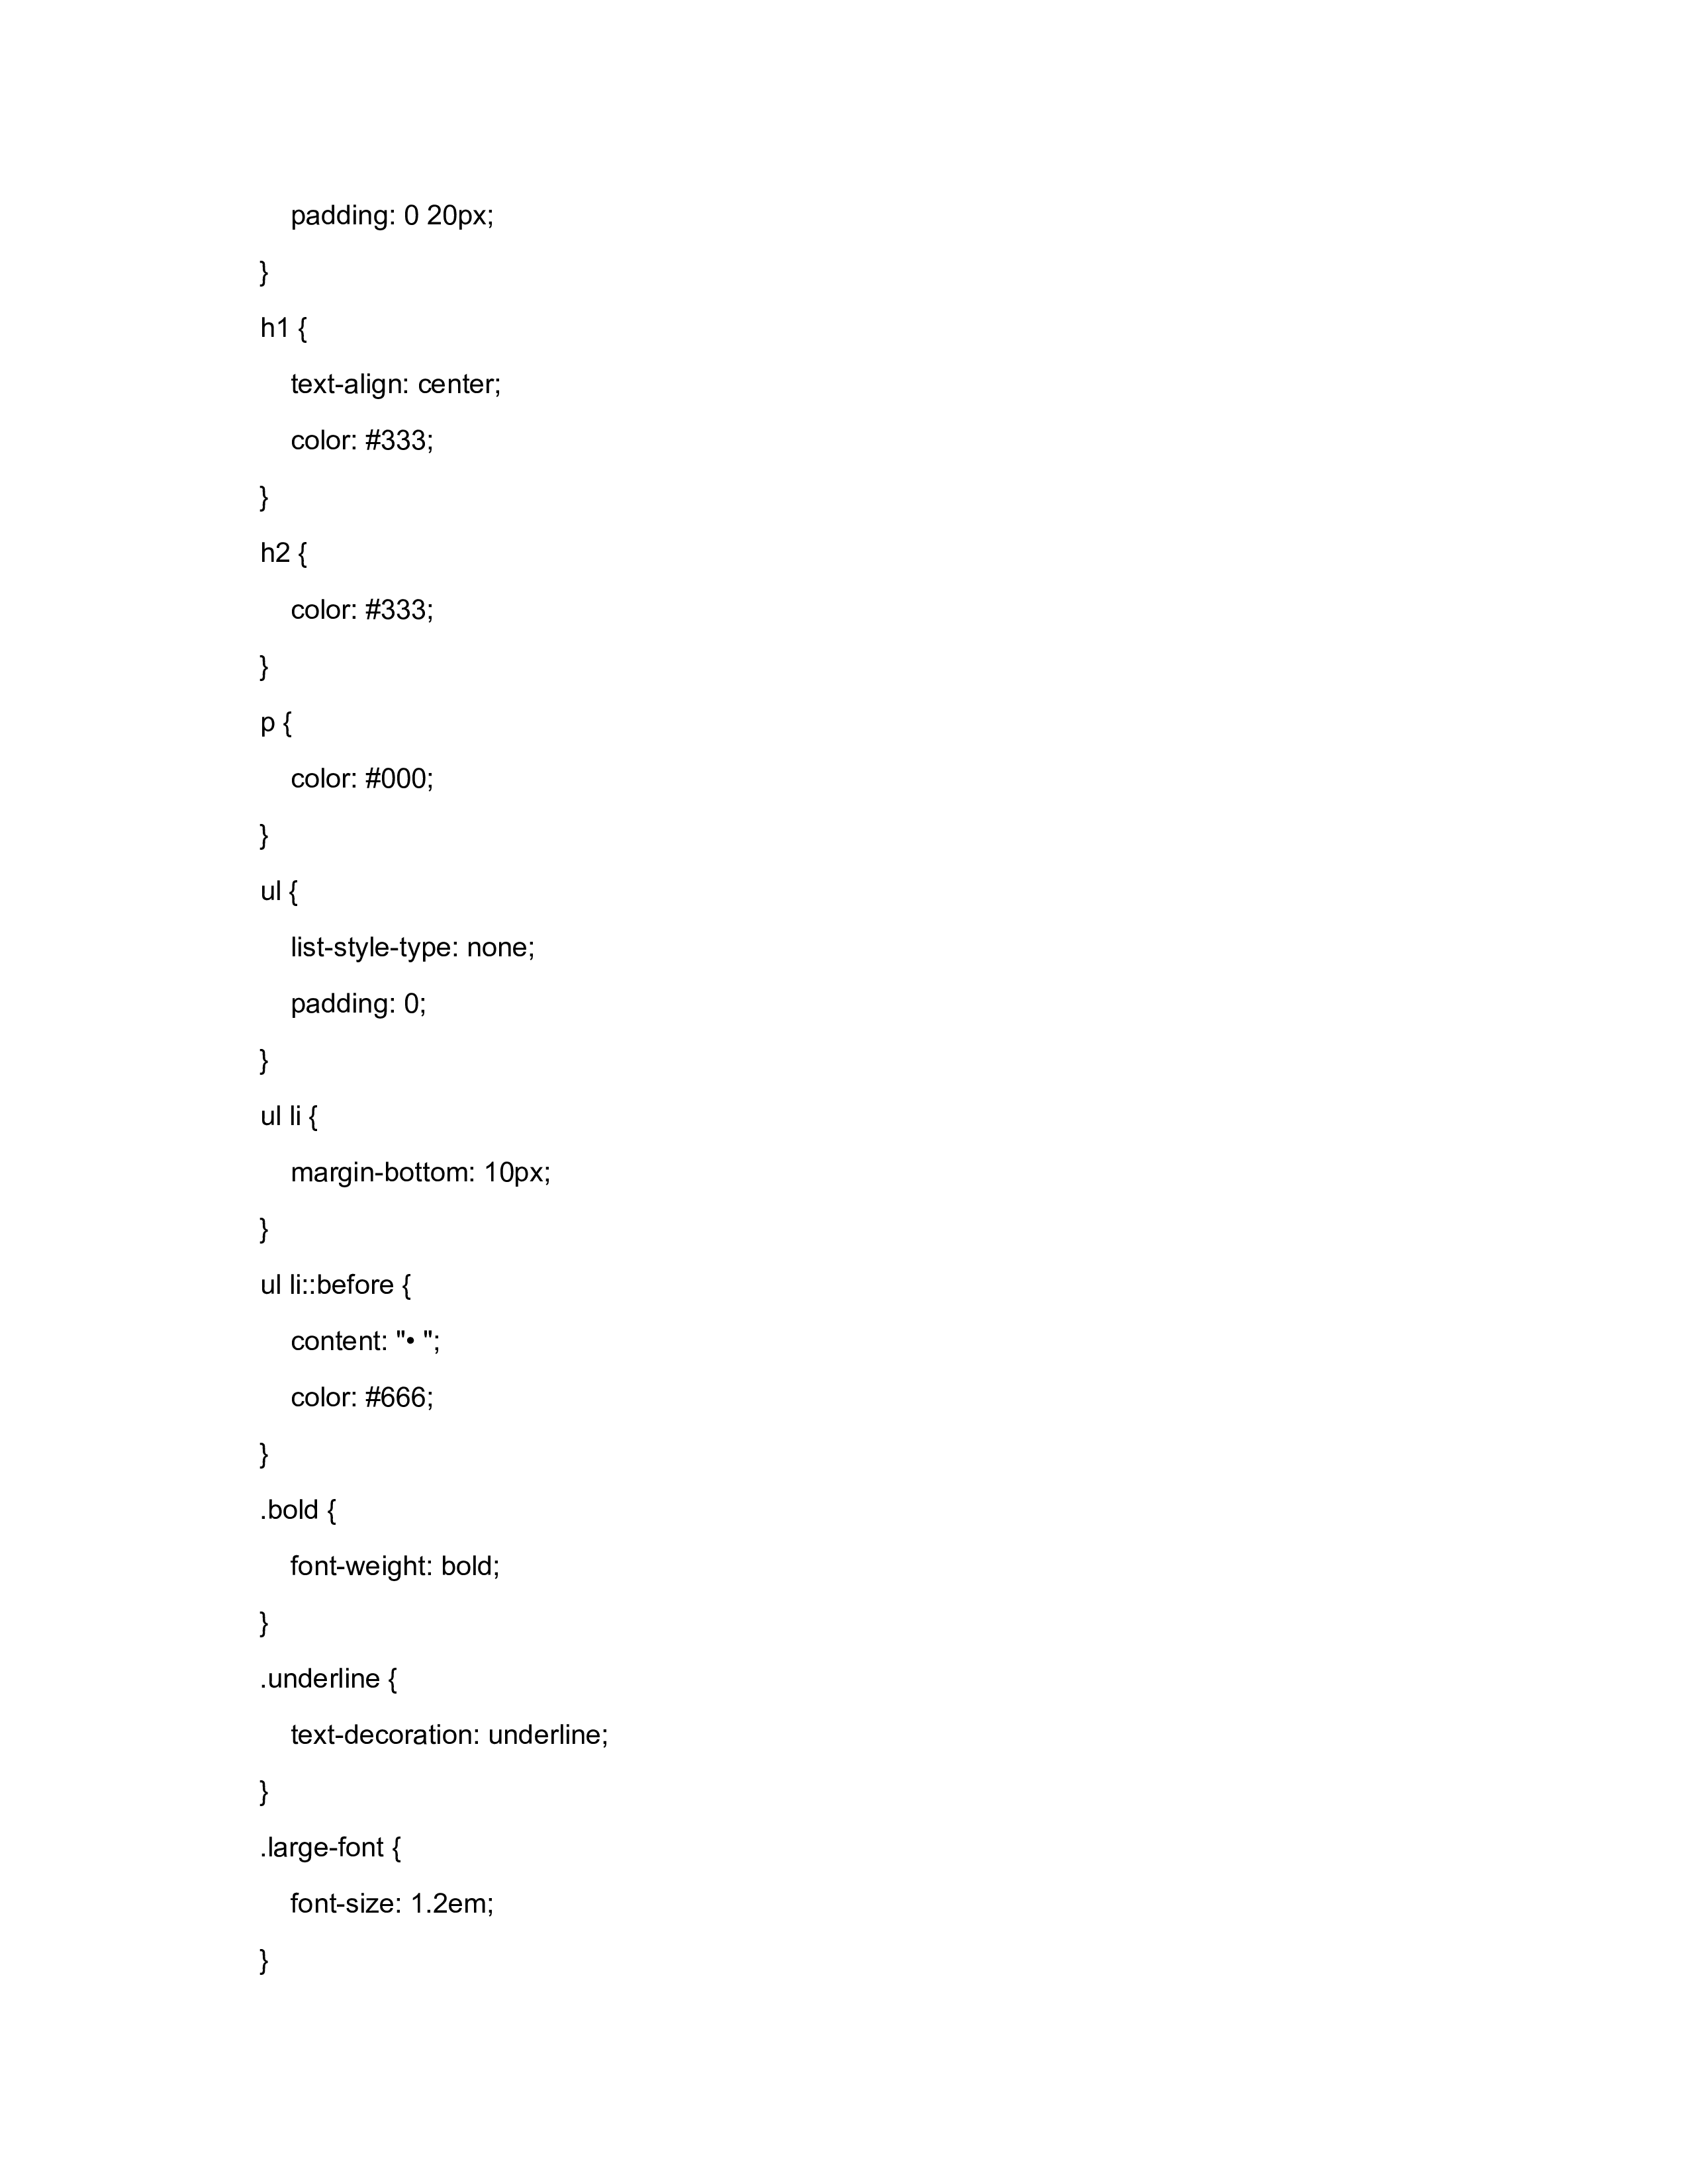 padding: 0 20px;
}
h1 {
text-align: center;
color: #333;
}
h2 {
color: #333;
}
p {
color: #000;
}
ul {
list-style-type: none;
padding: 0;
}
ul li {
margin-bottom: 10px;
}
ul li::before {
content: "• ";
color: #666;
}
.bold {
font-weight: bold;
}
.underline {
text-decoration: underline;
}
.large-font {
font-size: 1.2em;
}